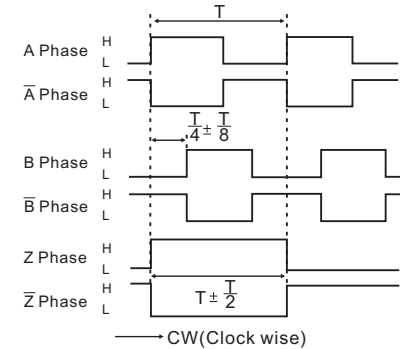 T
A Phase H
L
A̅ Phase H
L
T/4 ± T/8
B Phase H
L
B̅ Phase H
L
Z Phase H
L
Z̅ Phase H
L
T ± T/2
CW(Clock wise)